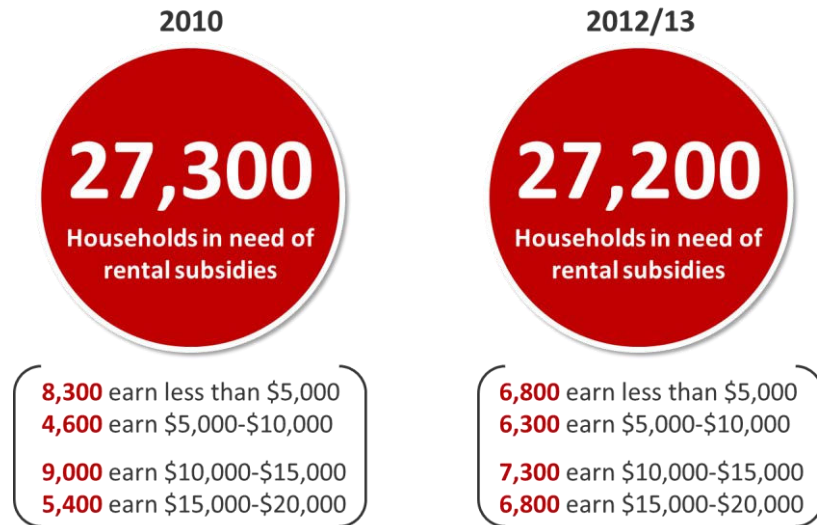 2010
27,300
Households in need of
rental subsidies
8,300 earn less than $5,000
4,600 earn $5,000-$10,000
9,000 earn $10,000-$15,000
5,400 earn $15,000-$20,000
2012/13
27,200
Households in need of
rental subsidies
6,800 earn less than $5,000
6,300 earn $5,000-$10,000
7,300 earn $10,000-$15,000
6,800 earn $15,000-$20,000